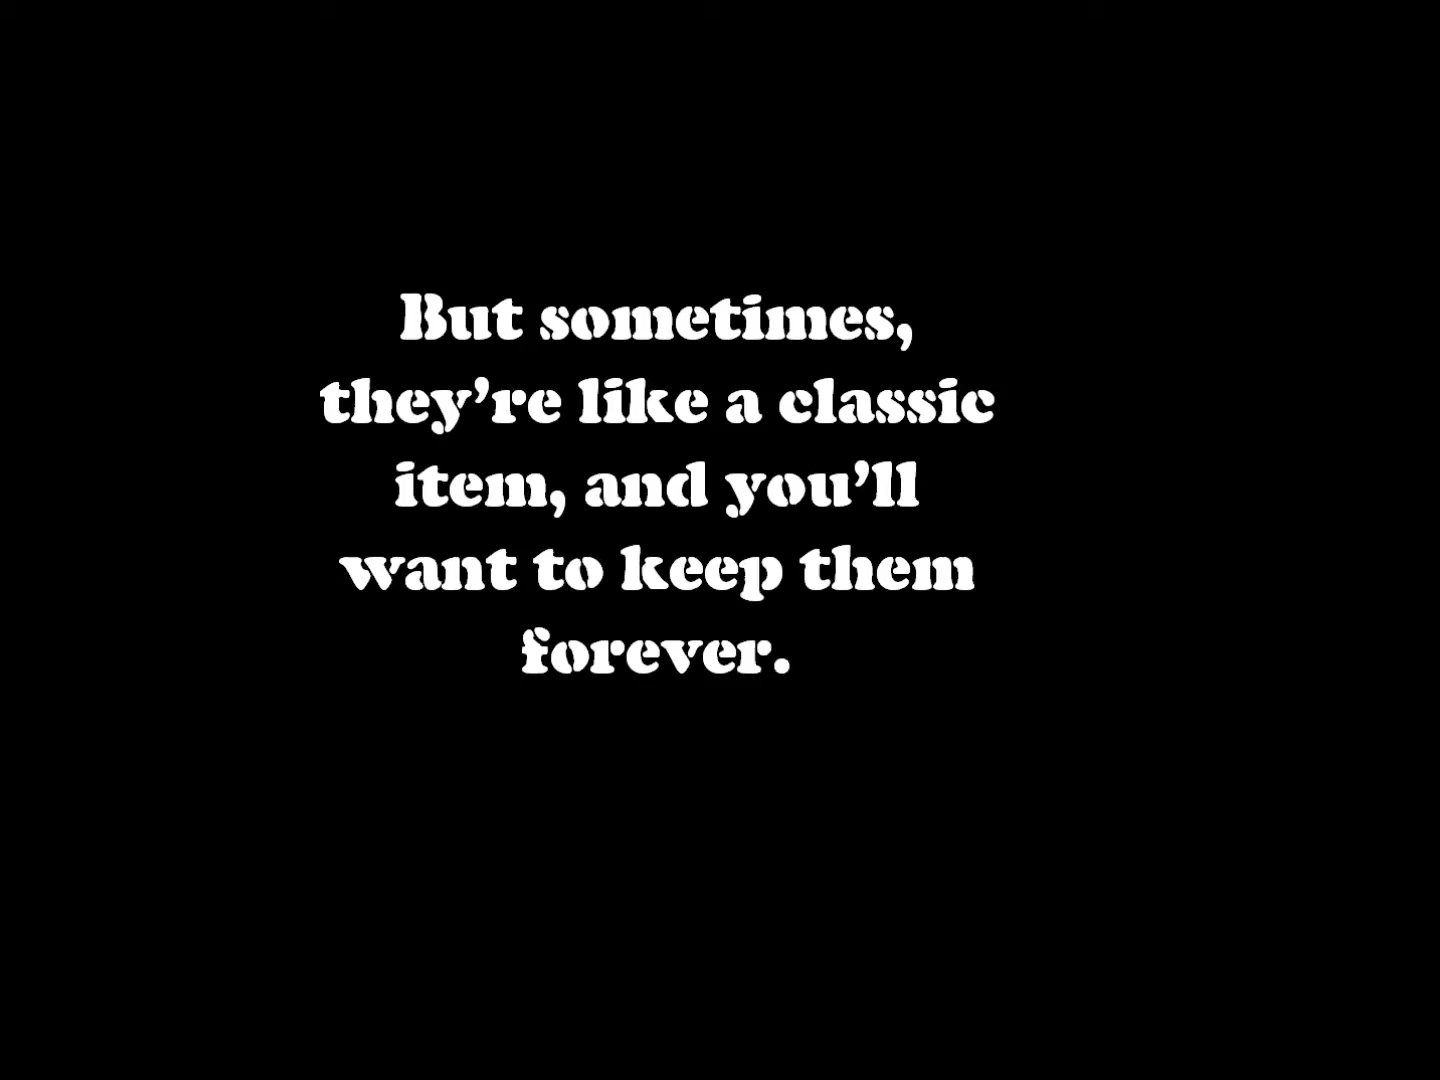 But sometimes,
they’re like a classic
item, and you’ll
want to keep them
forever.